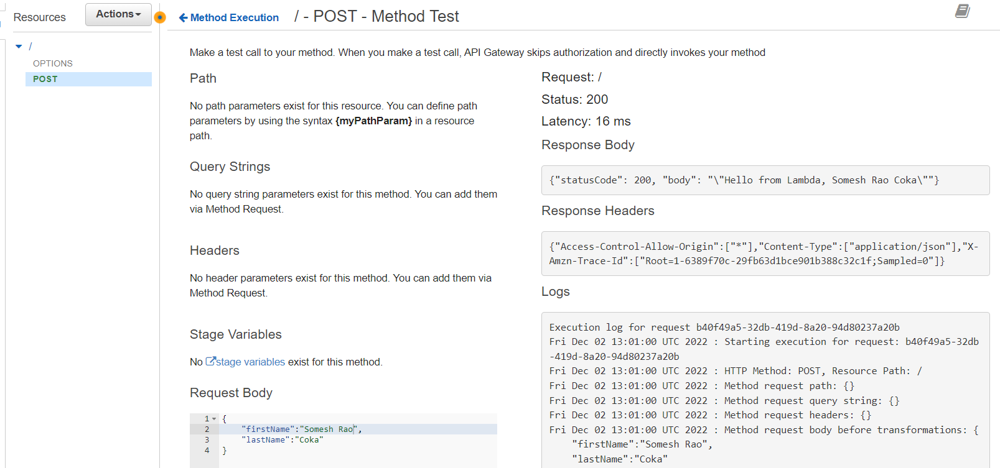 Resources
Actions
/
OPTIONS
POST
Method Execution / - POST - Method Test
Make a test call to your method. When you make a test call, API Gateway skips authorization and directly invokes your method
Path
No path parameters exist for this resource. You can define path
parameters by using the syntax {myPathParam} in a resource
path.
Query Strings
No query string parameters exist for this method. You can add them
via Method Request.
Headers
No header parameters exist for this method. You can add them via
Method Request.
Stage Variables
No stage variables exist for this method.
Request Body
1 {
2 "firstName":"Somesh Rao",
3 "lastName":"Coka"
4 }
Request: /
Status: 200
Latency: 16 ms
Response Body
{"statusCode": 200, "body": "\"Hello from Lambda, Somesh Rao Coka\""}
Response Headers
{"Access-Control-Allow-Origin":["*"],"Content-Type":["application/json"],"X-
Amzn-Trace-Id":["Root=1-6389f70c-29fb63d1bce901b388c32c1f;Sampled=0"]}
Logs
Execution log for request b40f49a5-32db-419d-8a20-94d80237a20b
Fri Dec 02 13:01:00 UTC 2022 : Starting execution for request: b40f49a5-32db
-419d-8a20-94d80237a20b
Fri Dec 02 13:01:00 UTC 2022 : HTTP Method: POST, Resource Path: /
Fri Dec 02 13:01:00 UTC 2022 : Method request path: {}
Fri Dec 02 13:01:00 UTC 2022 : Method request query string: {}
Fri Dec 02 13:01:00 UTC 2022 : Method request headers: {}
Fri Dec 02 13:01:00 UTC 2022 : Method request body before transformations: {
"firstName":"Somesh Rao",
"lastName":"Coka"